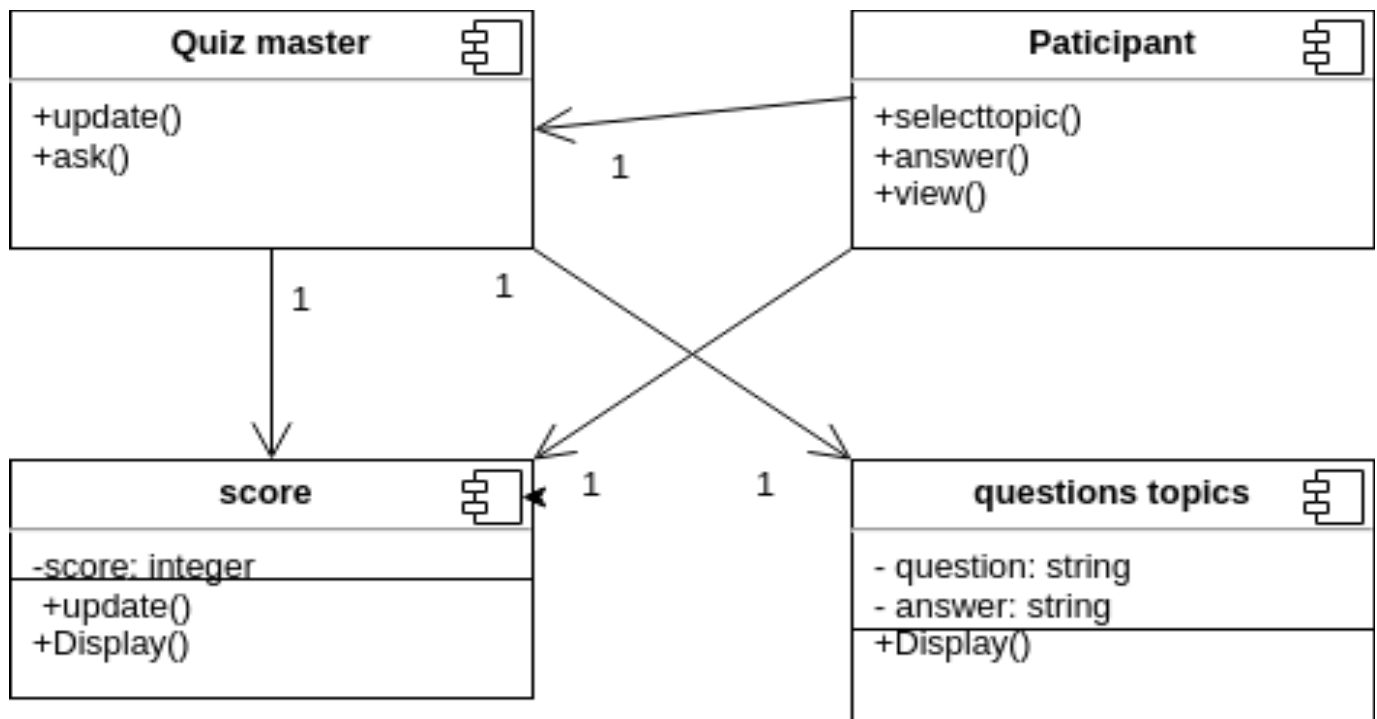 Quiz master
+update()
+ask()
Paticipant
+selecttopic()
+answer()
+view()
1
1
1
score
-score: integer
+update()
+Display()
1
1
questions topics
- question: string
- answer: string
+Display()